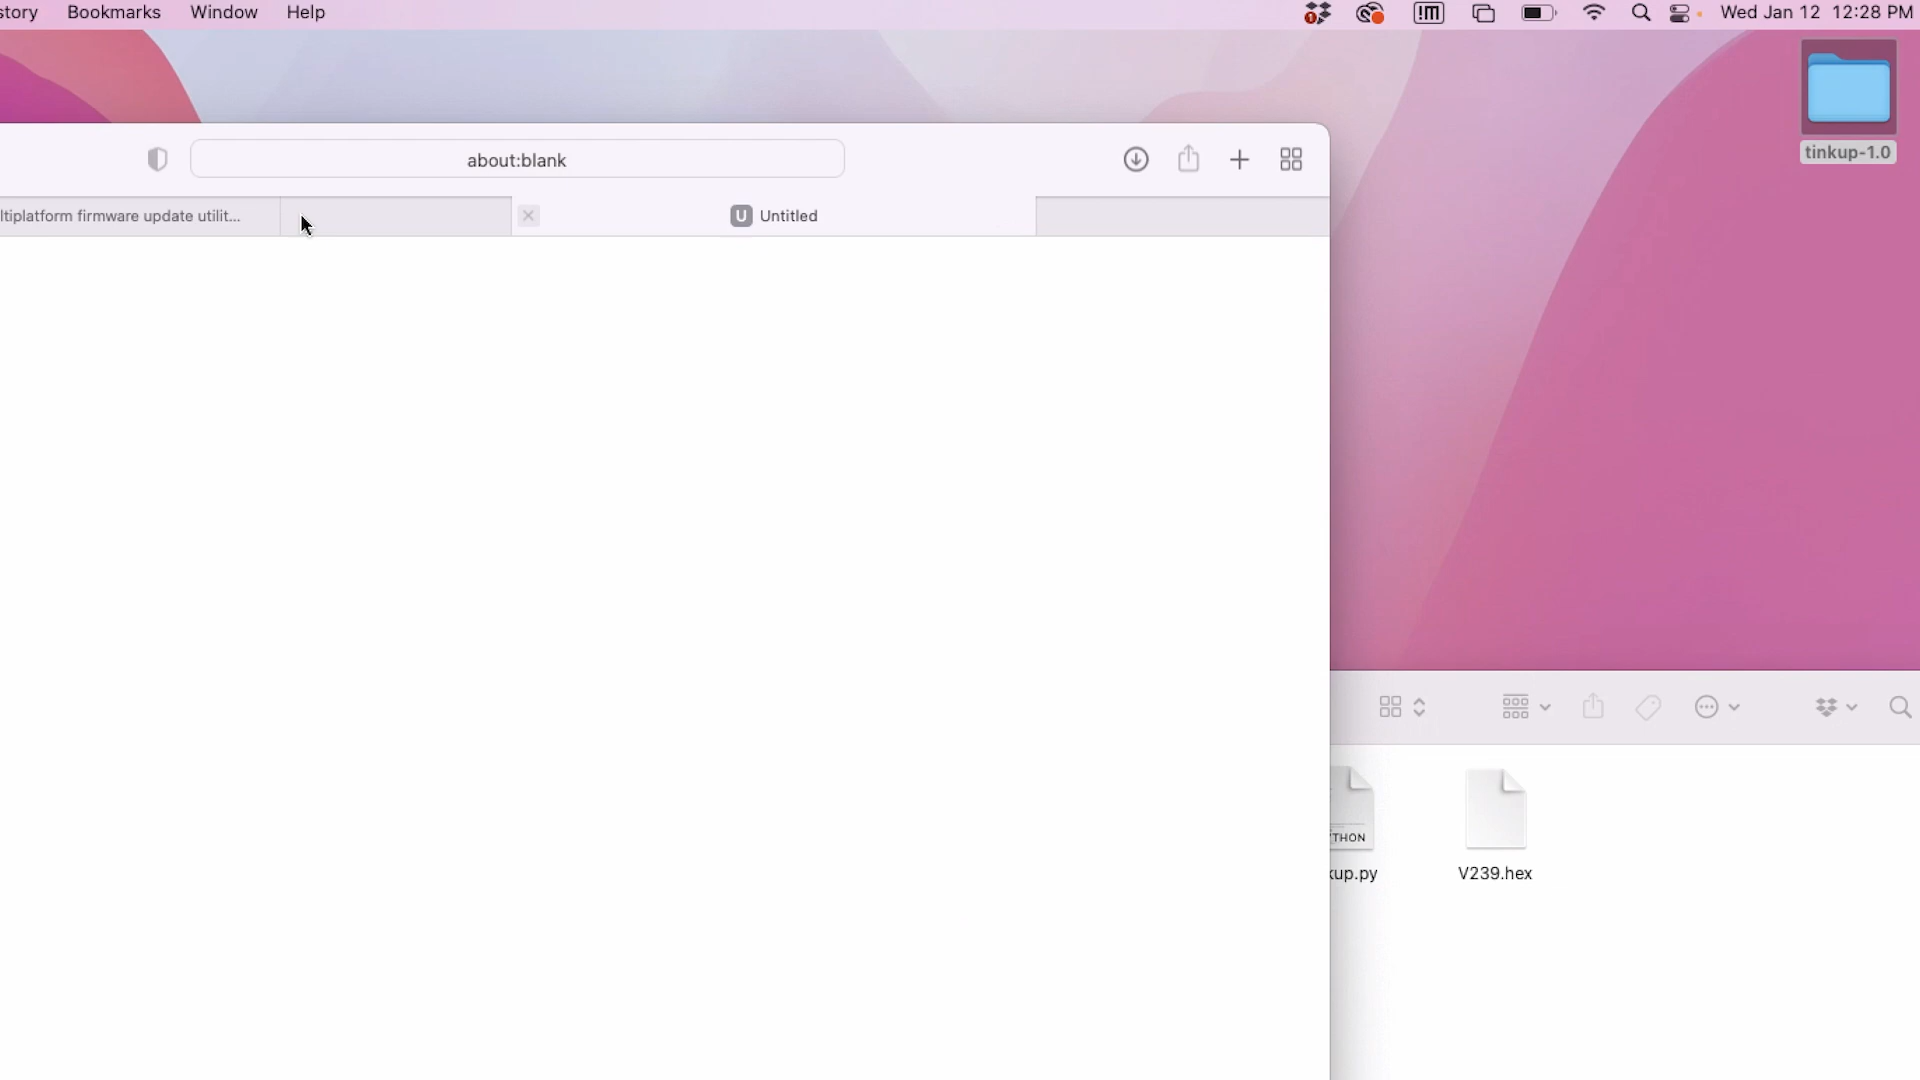 story Bookmarks Window Help Wed Jan 12 12:28 PM
tinkup-1.0
about:blank
ltiplatform firmware update utilit... U Untitled
THON
kup.py V239.hex